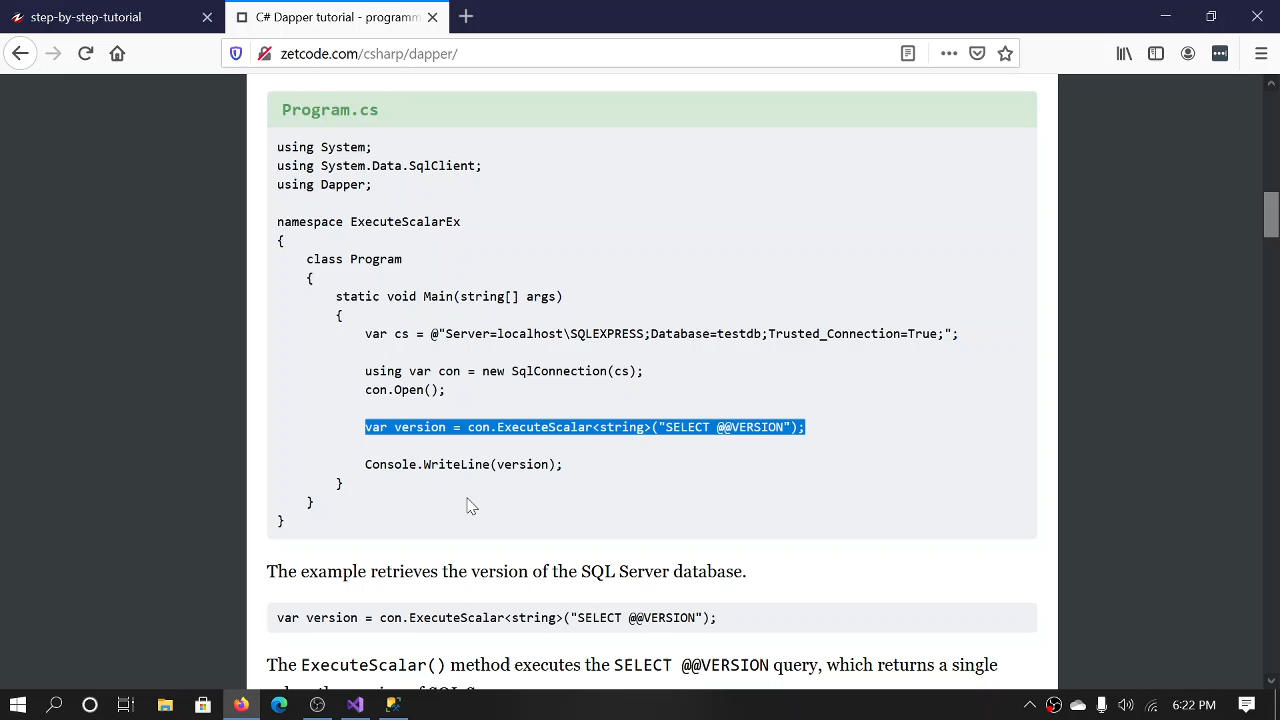 step-by-step-tutorial
C# Dapper tutorial - programm
zetcode.com/csharp/dapper/
Program.cs
using System;
using System.Data.SqlClient;
using Dapper;
namespace ExecuteScalarEx
{
class Program
{
static void Main(string[] args)
{
var cs = @"Server=localhost\SQLEXPRESS;Database=testdb;Trusted_Connection=True;";
using var con = new SqlConnection(cs);
con.Open();
var version = con.ExecuteScalar<string>("SELECT @@VERSION");
Console.WriteLine(version);
}
}
}
The example retrieves the version of the SQL Server database.
var version = con.ExecuteScalar<string>("SELECT @@VERSION");
The ExecuteScalar() method executes the SELECT @@VERSION query, which returns a single
6:22 PM